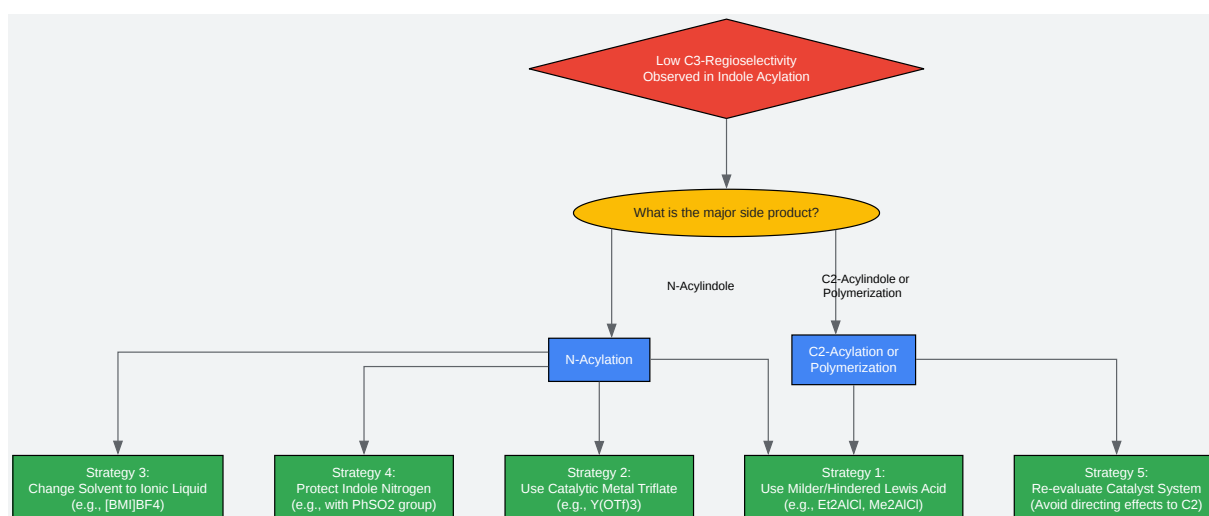 Low C3-Regioselectivity
Observed in Indole Acylation
What is the major side product?
N-Acylindole
C2-Acylindole or
Polymerization
N-Acylation
C2-Acylation or
Polymerization
Strategy 3:
Change Solvent to Ionic Liquid
(e.g., [BMI]BF4)
Strategy 4:
Protect Indole Nitrogen
(e.g., with PhSO2 group)
Strategy 2:
Use Catalytic Metal Triflate
(e.g., Y(OTf)3)
Strategy 1:
Use Milder/Hindered Lewis Acid
(e.g., Et2AlCl, Me2AlCl)
Strategy 5:
Re-evaluate Catalyst System
(Avoid directing effects to C2)